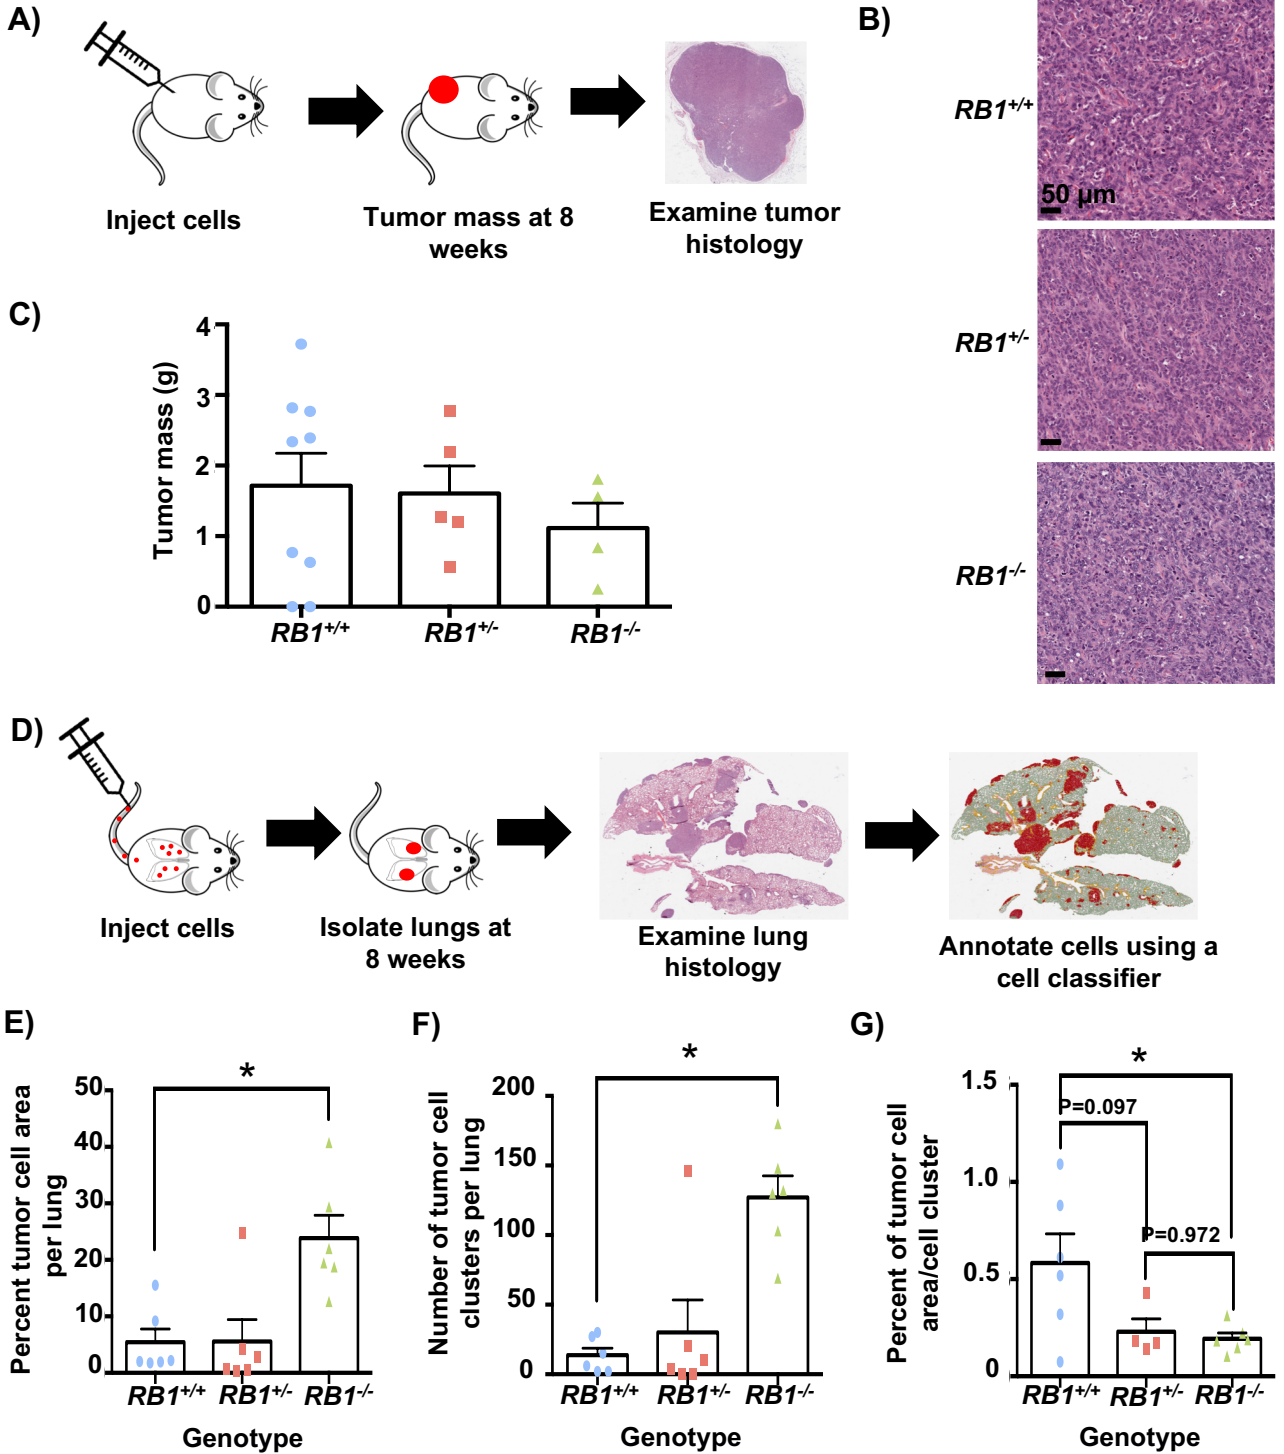 A)
Inject cells
Tumor mass at 8
weeks
Examine tumor
histology
B)
RB1+/+
50 µm
RB1+/-
RB1-/-
C)
Tumor mass (g)
4
3
2
1
0
RB1+/+
RB1+/-
RB1-/-
D)
Inject cells
Isolate lungs at
8 weeks
Examine lung
histology
Annotate cells using a
cell classifier
E)
Percent tumor cell area
per lung
50
40
30
20
10
0
*
RB1+/+
RB1+/-
RB1-/-
Genotype
F)
Number of tumor cell
clusters per lung
200
150
100
50
0
*
RB1+/+
RB1+/-
RB1-/-
Genotype
G)
Percent of tumor cell
area/cell cluster
1.5
1.0
0.5
0
*
P=0.097
P=0.972
RB1+/+
RB1+/-
RB1-/-
Genotype